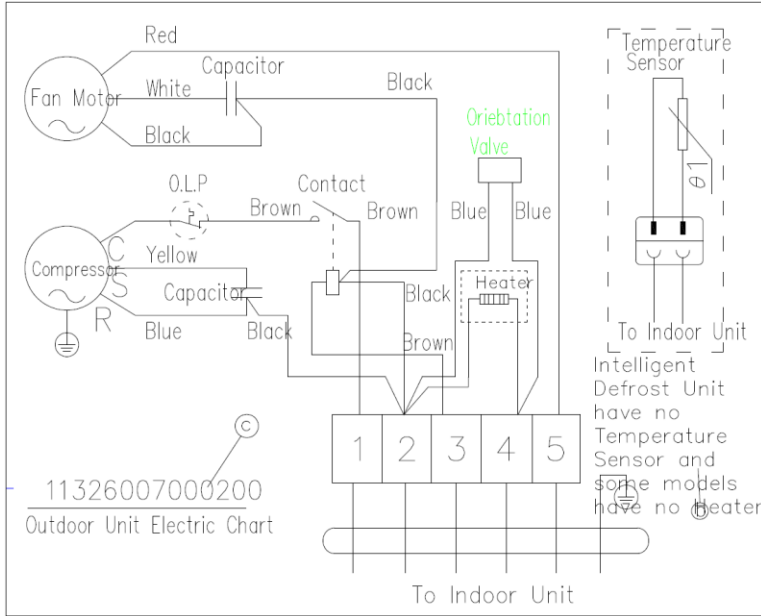 Red
Capacitor
Fan Motor
White
Black
Black
Temperature
Sensor
Oriebtation
Valve
θ1
O.L.P
Contact
Brown
Brown
Blue
Blue
C
Compressor
Yellow
S
Capacitor
Heater
R
Blue
Black
Black
Brown
To Indoor Unit
Intelligent
Defrost Unit
have no
Temperature
Sensor and
some models
have no Heater
1
2
3
4
5
C
11326007000200
Outdoor Unit Electric Chart
To Indoor Unit